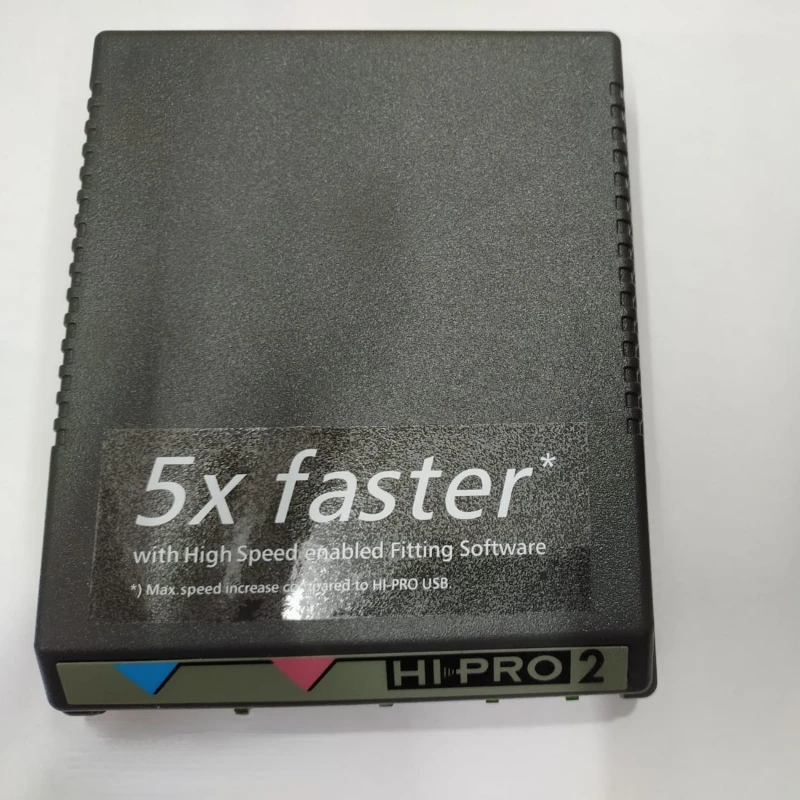 5x faster*
with High Speed enabled Fitting Software
*) Max. speed increase compared to HI-PRO USB.
HI-PRO 2